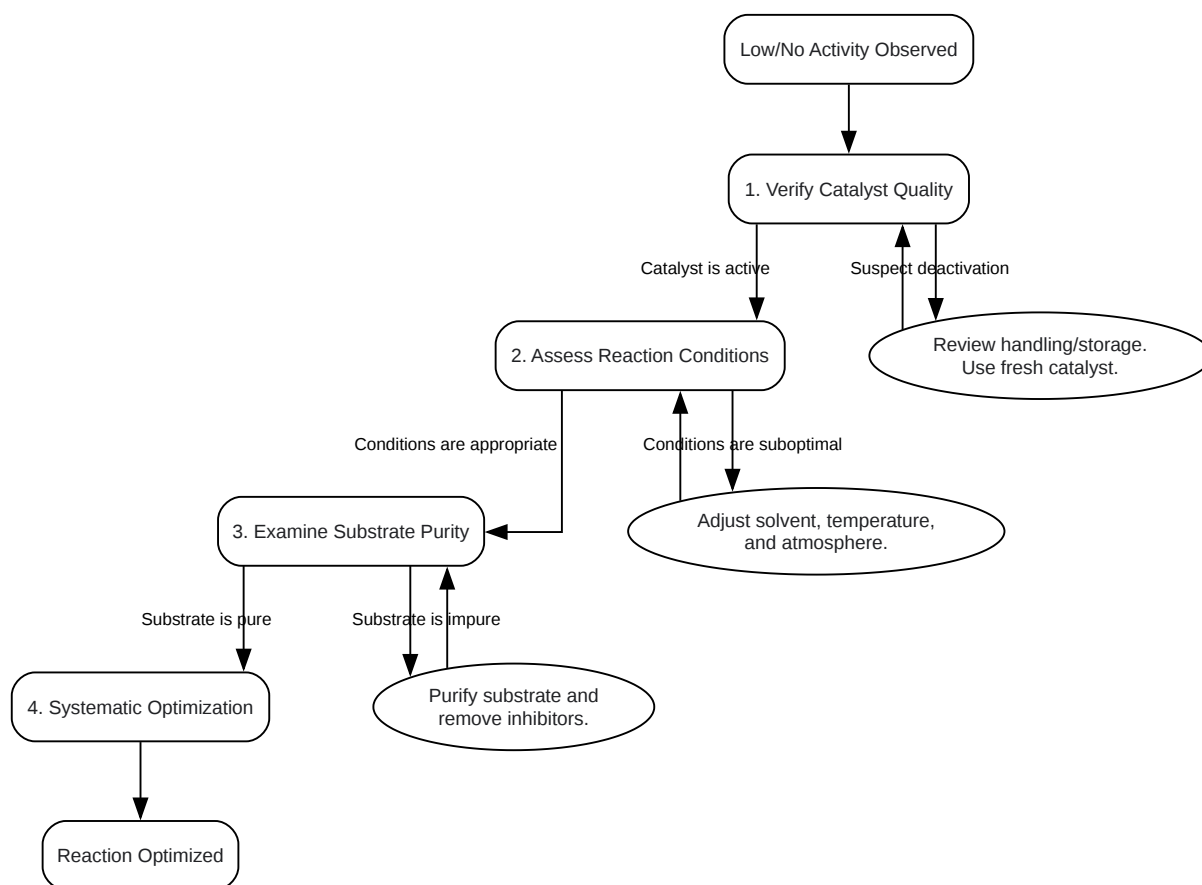 Low/No Activity Observed
1. Verify Catalyst Quality
Catalyst is active
Suspect deactivation
2. Assess Reaction Conditions
Review handling/storage.
Use fresh catalyst.
Conditions are appropriate
Conditions are suboptimal
3. Examine Substrate Purity
Adjust solvent, temperature,
and atmosphere.
Substrate is pure
Substrate is impure
4. Systematic Optimization
Purify substrate and
remove inhibitors.
Reaction Optimized